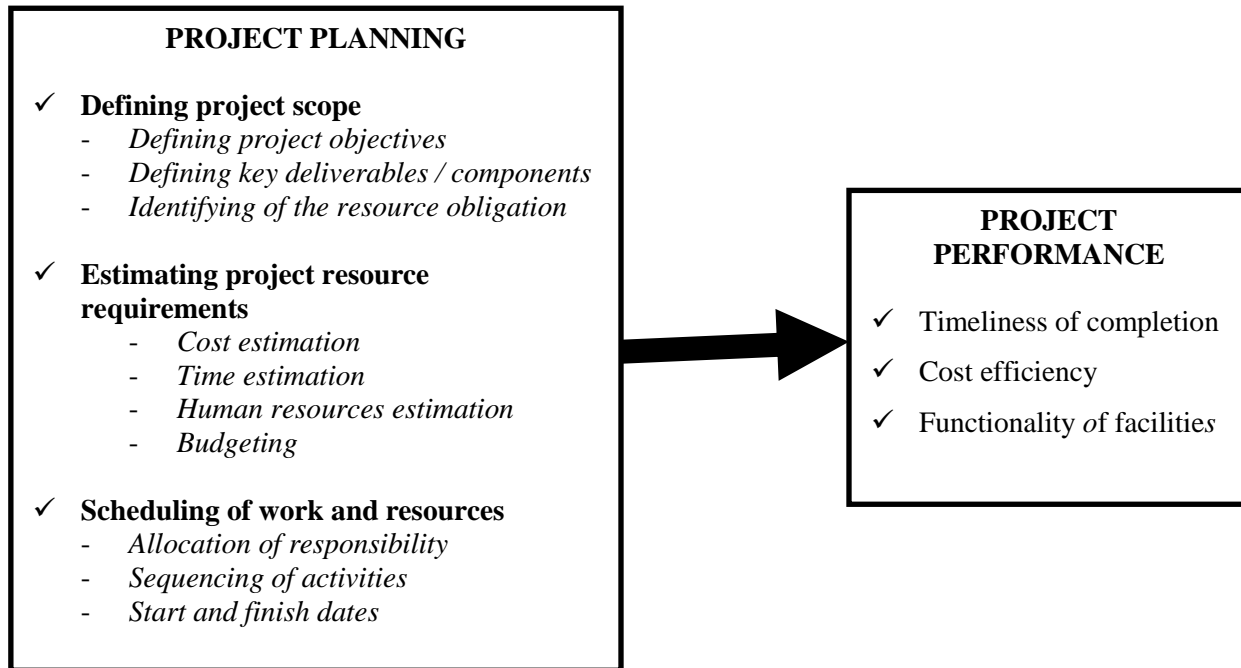 PROJECT PLANNING
✓ Defining project scope
- Defining project objectives
- Defining key deliverables / components
- Identifying of the resource obligation
✓ Estimating project resource
requirements
- Cost estimation
- Time estimation
- Human resources estimation
- Budgeting
✓ Scheduling of work and resources
- Allocation of responsibility
- Sequencing of activities
- Start and finish dates
PROJECT
PERFORMANCE
✓ Timeliness of completion
✓ Cost efficiency
✓ Functionality of facilities